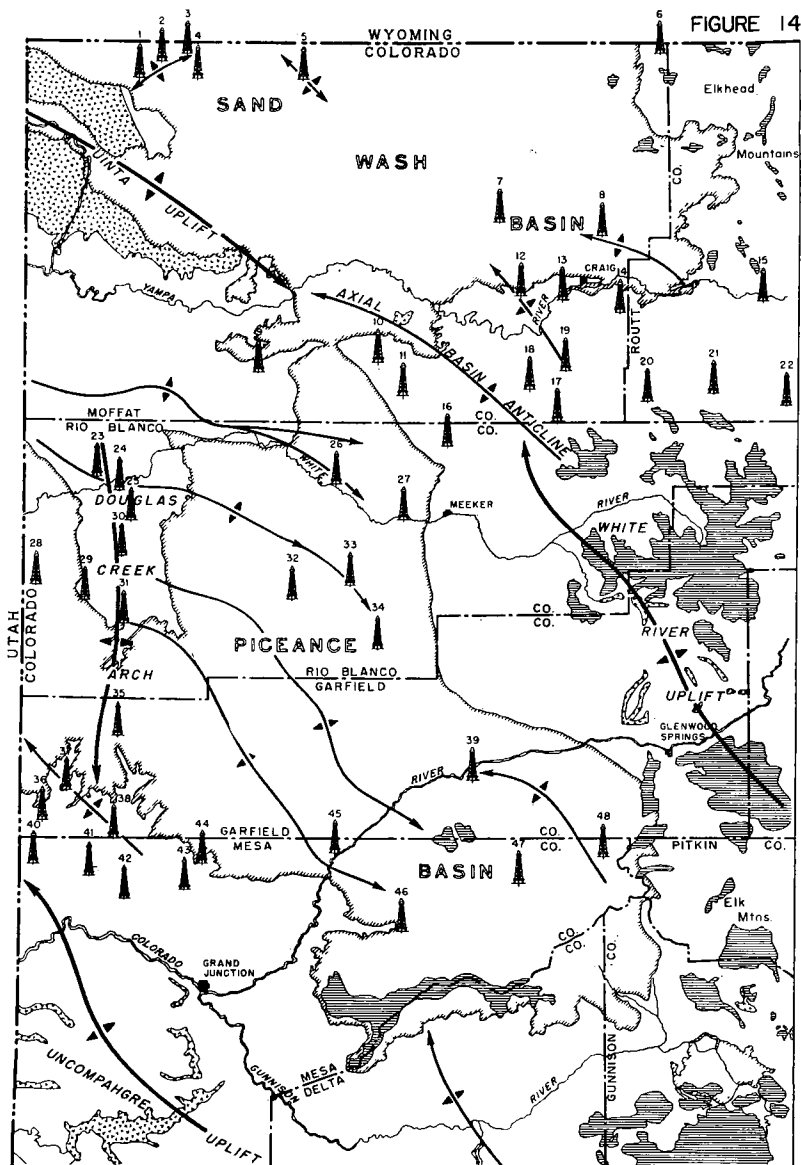 FIGURE 14
WYOMING
COLORADO
1
2
3
4
5
6
SAND
WASH
BASIN
Elkhead
Mountains
CO.
UINTA
UPLIFT
7
8
12
13
CRAIG
14
15
YAMPA
RIVER
ROUTT
AXIAL
BASIN
ANTICLINE
10
11
18
19
17
20
21
22
16
CO.
CO.
MOFFAT
RIO BLANCO
23
24
25
26
27
WHITE
RIVER
MEEKER
DOUGLAS
CREEK
ARCH
28
29
30
31
32
33
34
WHITE
RIVER
UPLIFT
CO.
CO.
UTAH
COLORADO
PICEANCE
BASIN
RIO BLANCO
GARFIELD
GLENWOOD
SPRINGS
35
36
37
38
39
RIVER
40
41
42
43
44
45
46
47
48
GARFIELD
MESA
CO.
CO.
PITKIN
CO.
Elk
Mtns.
COLORADO
GRAND
JUNCTION
CO.
CO.
CO.
GUNNISON
UNCOMPAHGRE
UPLIFT
GUNNISON
MESA
DELTA
RIVER